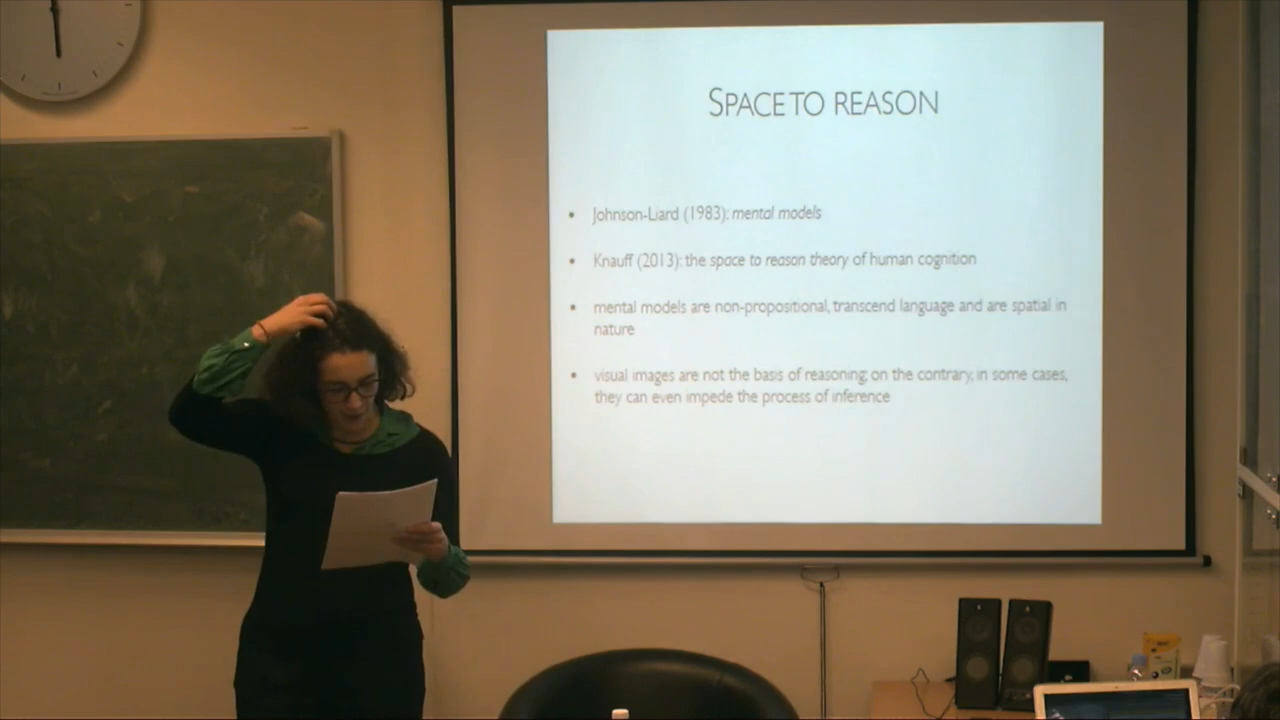 SPACE TO REASON
• Johnson-Liard (1983): mental models
• Knauff (2013): the space to reason theory of human cognition
• mental models are non-propositional, transcend language and are spatial in
nature
• visual images are not the basis of reasoning; on the contrary, in some cases,
they can even impede the process of inference